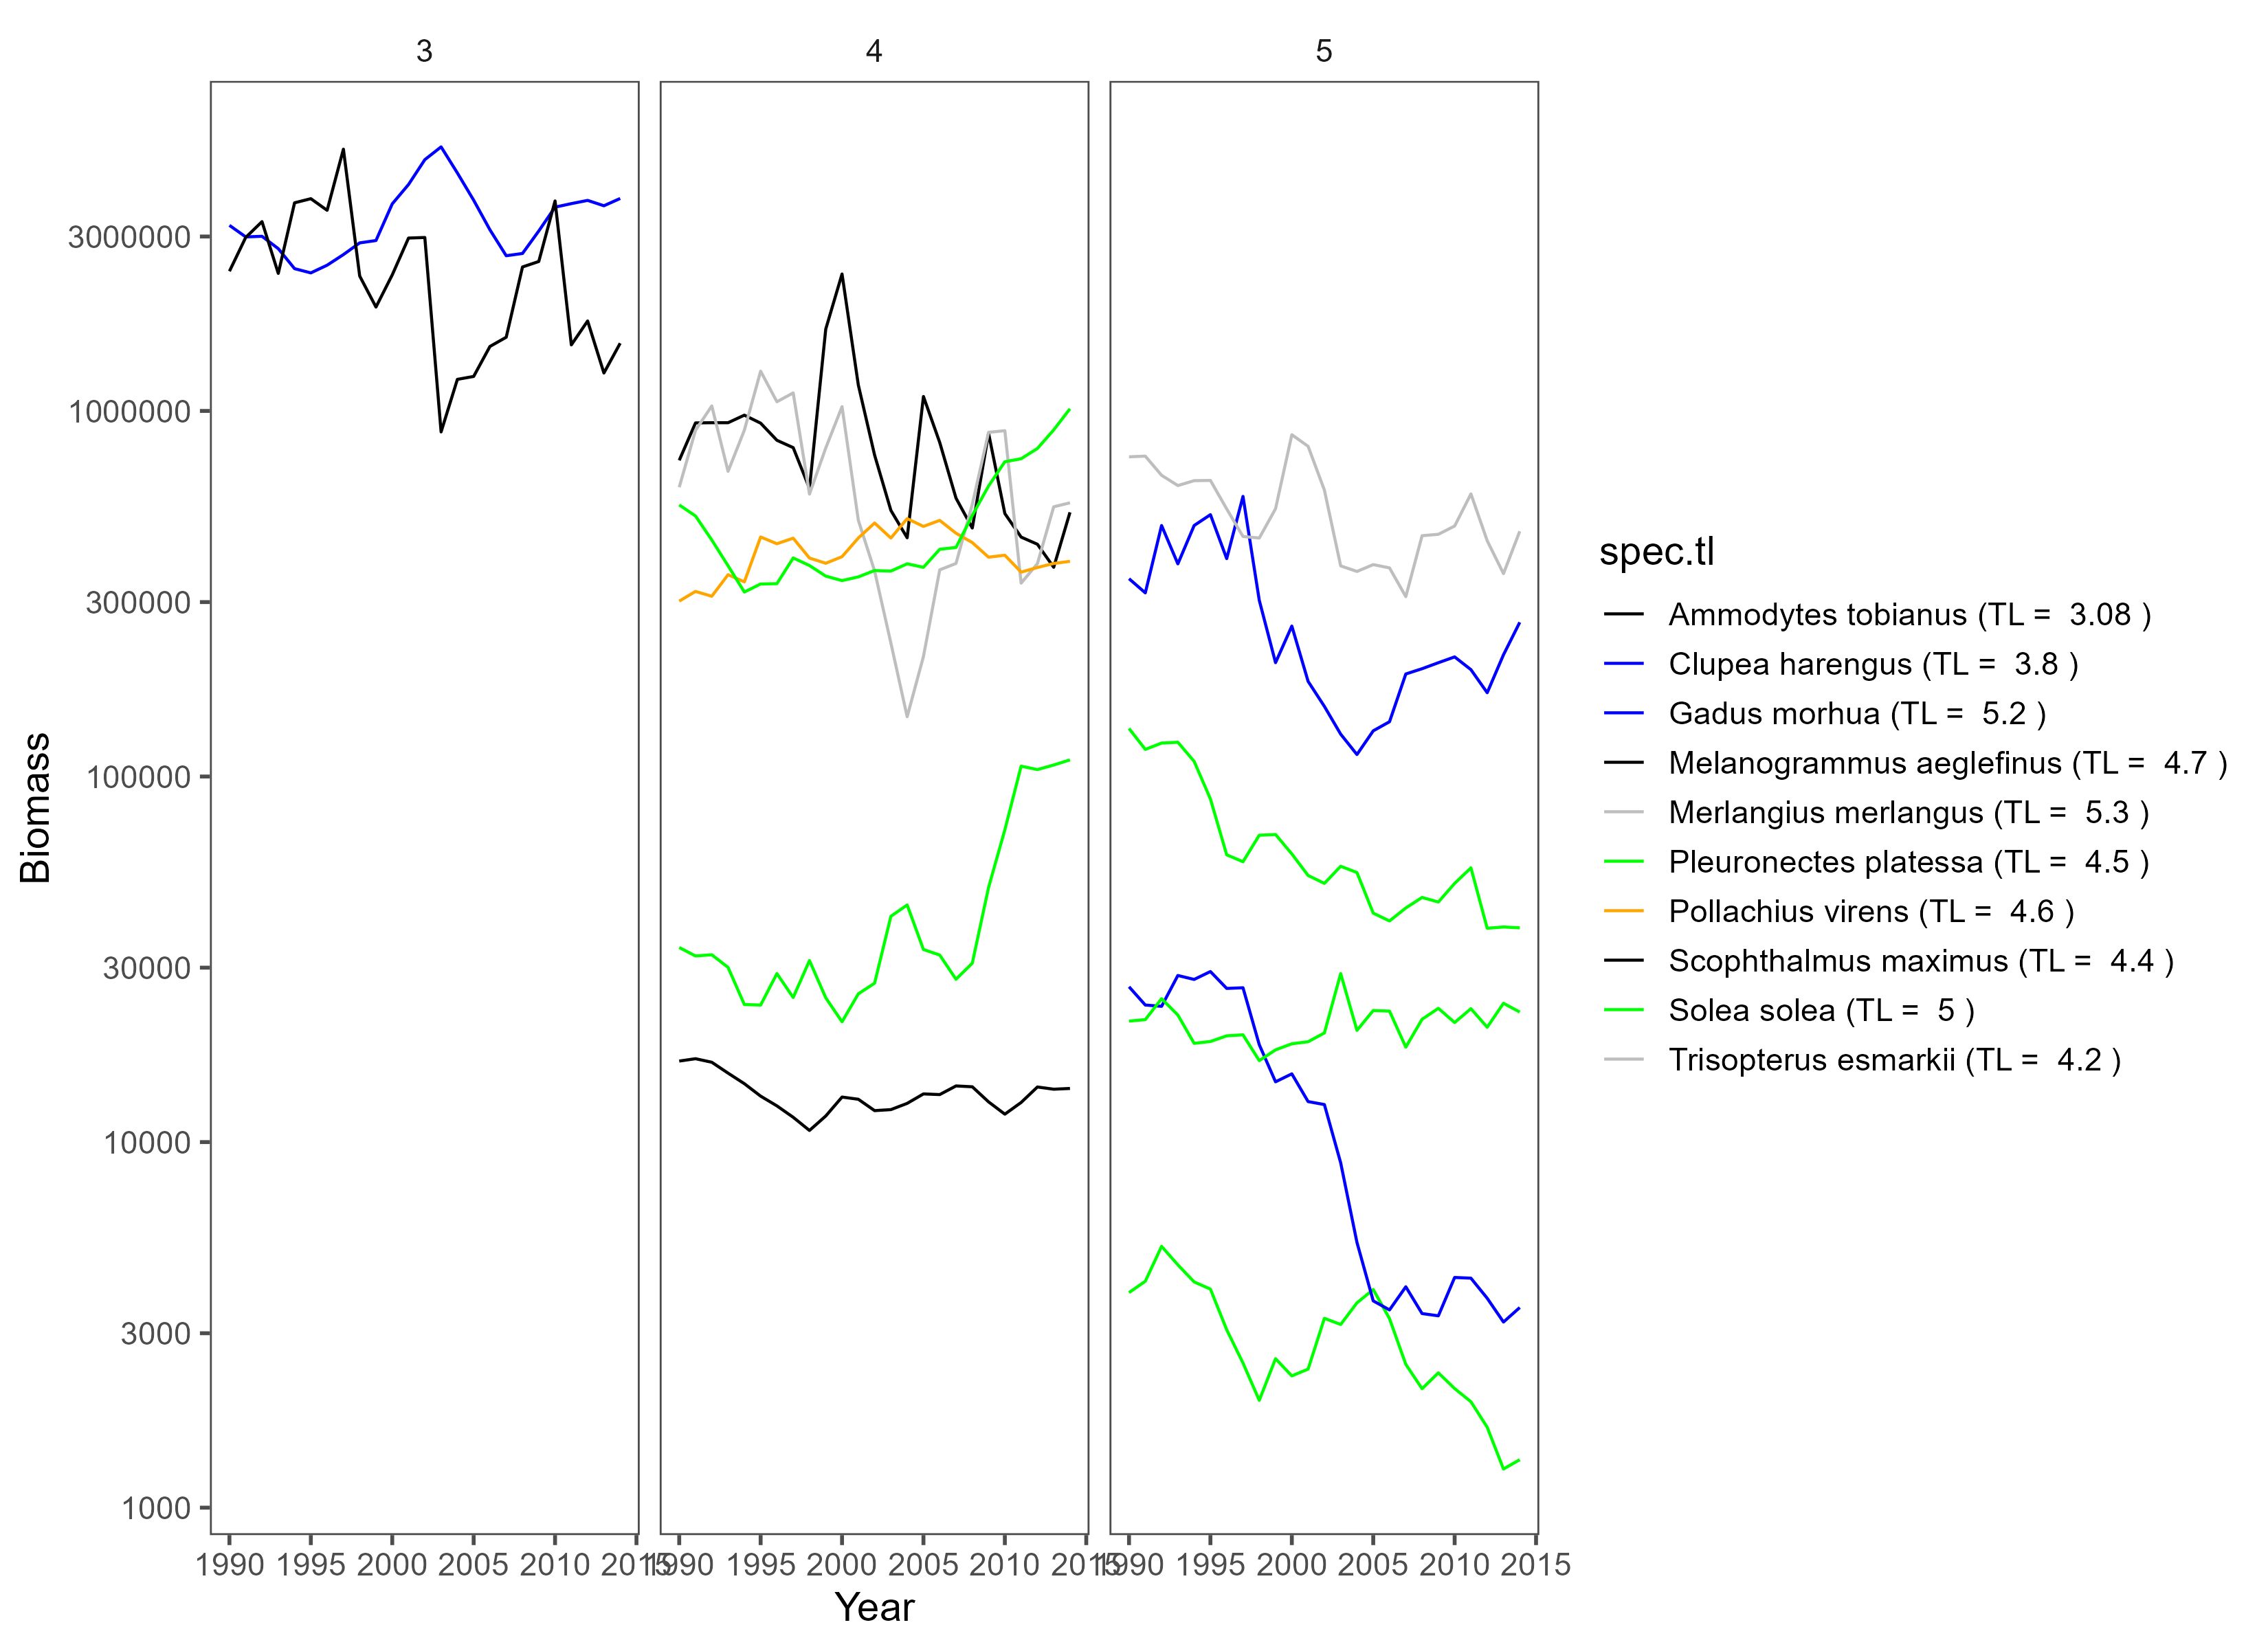 3 4 5
3000000
1000000
300000
100000
30000
10000
3000
1000
Biomass
1990 1995 2000 2005 2010 2015 1990 1995 2000 2005 2010 2015 1990 1995 2000 2005 2010 2015
Year
spec.tl
Ammodytes tobianus (TL =  3.08 )
Clupea harengus (TL =  3.8 )
Gadus morhua (TL =  5.2 )
Melanogrammus aeglefinus (TL =  4.7 )
Merlangius merlangus (TL =  5.3 )
Pleuronectes platessa (TL =  4.5 )
Pollachius virens (TL =  4.6 )
Scophthalmus maximus (TL =  4.4 )
Solea solea (TL =  5 )
Trisopterus esmarkii (TL =  4.2 )